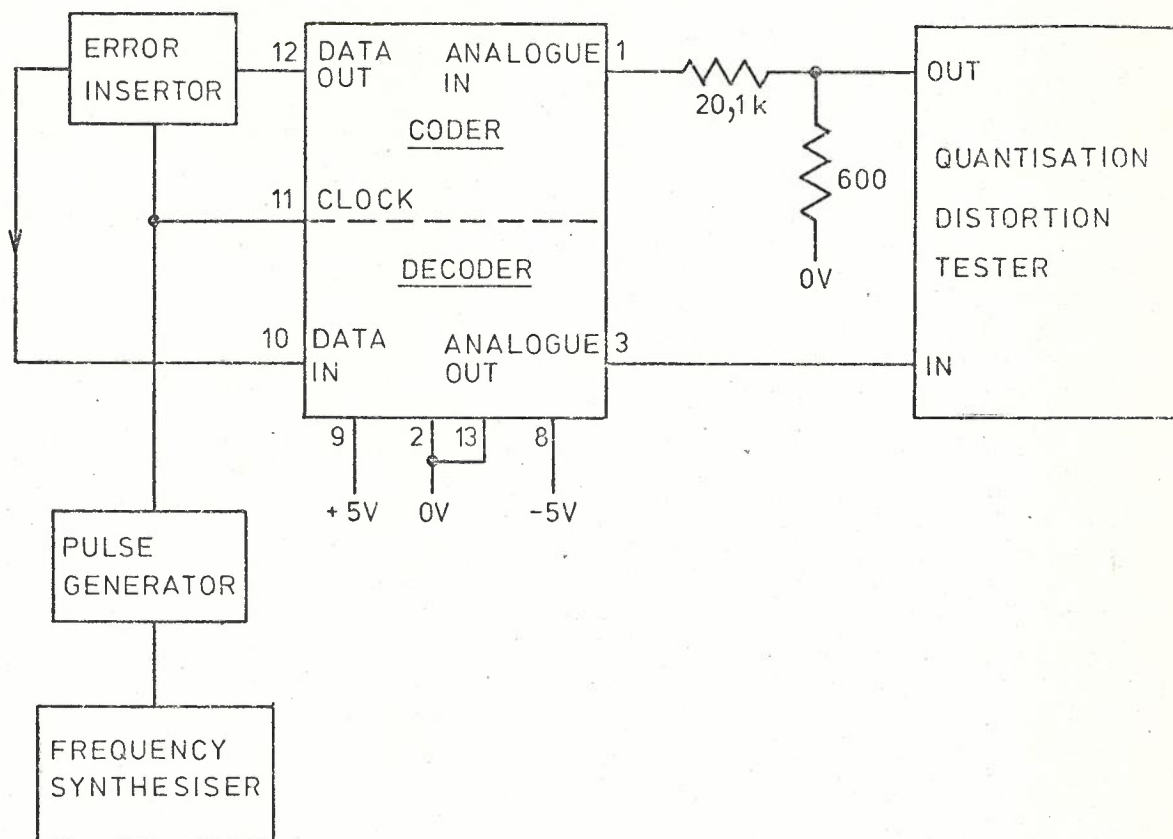 ERROR
INSERTOR
12
DATA
OUT
ANALOGUE
IN
1
CODER
20,1k
600
0V
OUT
QUANTISATION
DISTORTION
TESTER
IN
11
CLOCK
DECODER
10
DATA
IN
ANALOGUE
OUT
3
9
2
13
8
+5V
0V
-5V
PULSE
GENERATOR
FREQUENCY
SYNTHESISER